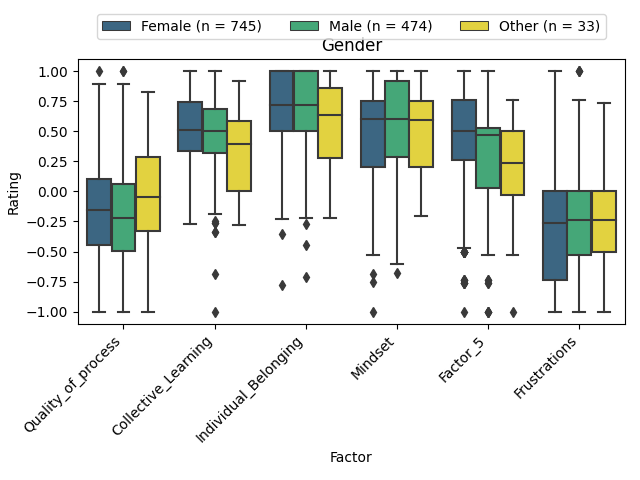 Female (n = 745) Male (n = 474) Other (n = 33)
Gender
1.00
0.75
0.50
0.25
0.00
−0.25
−0.50
−0.75
−1.00
Rating
Quality_of_process
Collective_Learning
Individual_Belonging
Mindset
Factor_5
Frustrations
Factor